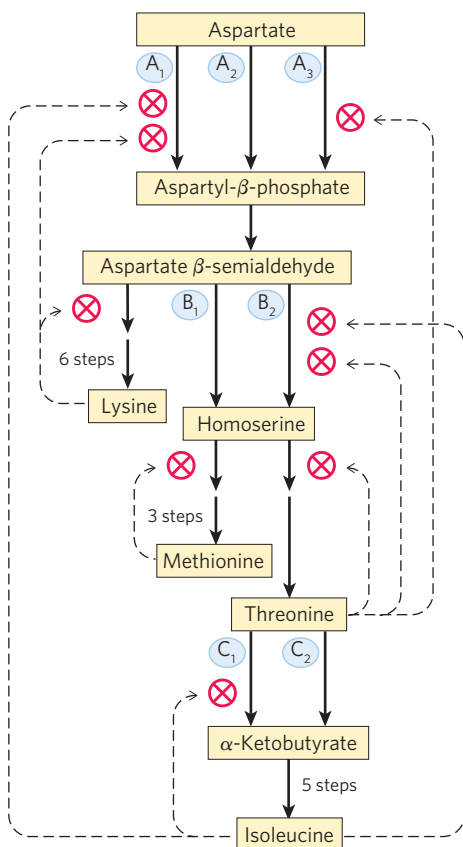 Aspartate
A₁ A₂ A₃
Aspartyl-β-phosphate
Aspartate β-semialdehyde
B₁ B₂
6 steps
Lysine
Homoserine
3 steps
Methionine
Threonine
C₁ C₂
α-Ketobutyrate
5 steps
Isoleucine